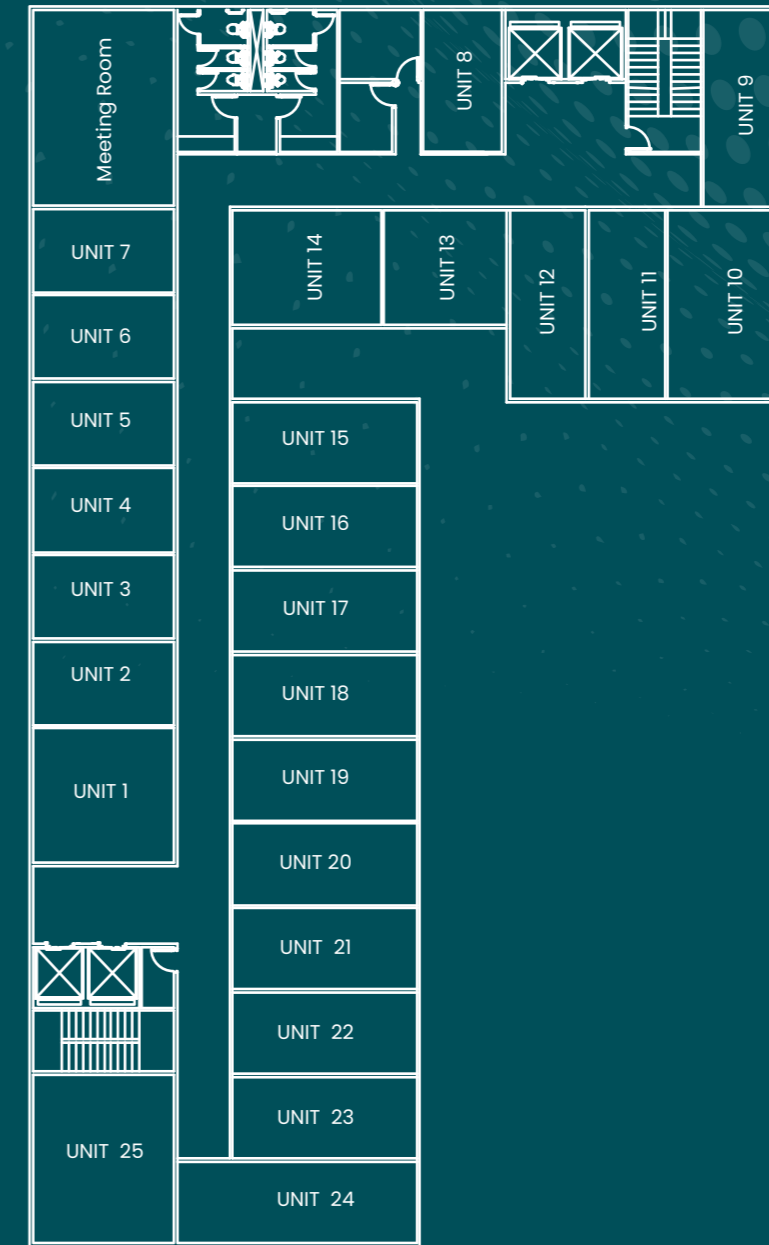 Meeting Room
UNIT 8
UNIT 9
UNIT 7
UNIT 14
UNIT 13
UNIT 12
UNIT 11
UNIT 10
UNIT 6
UNIT 5
UNIT 4
UNIT 3
UNIT 2
UNIT 1
UNIT 15
UNIT 16
UNIT 17
UNIT 18
UNIT 19
UNIT 20
UNIT 21
UNIT 22
UNIT 23
UNIT 25
UNIT 24